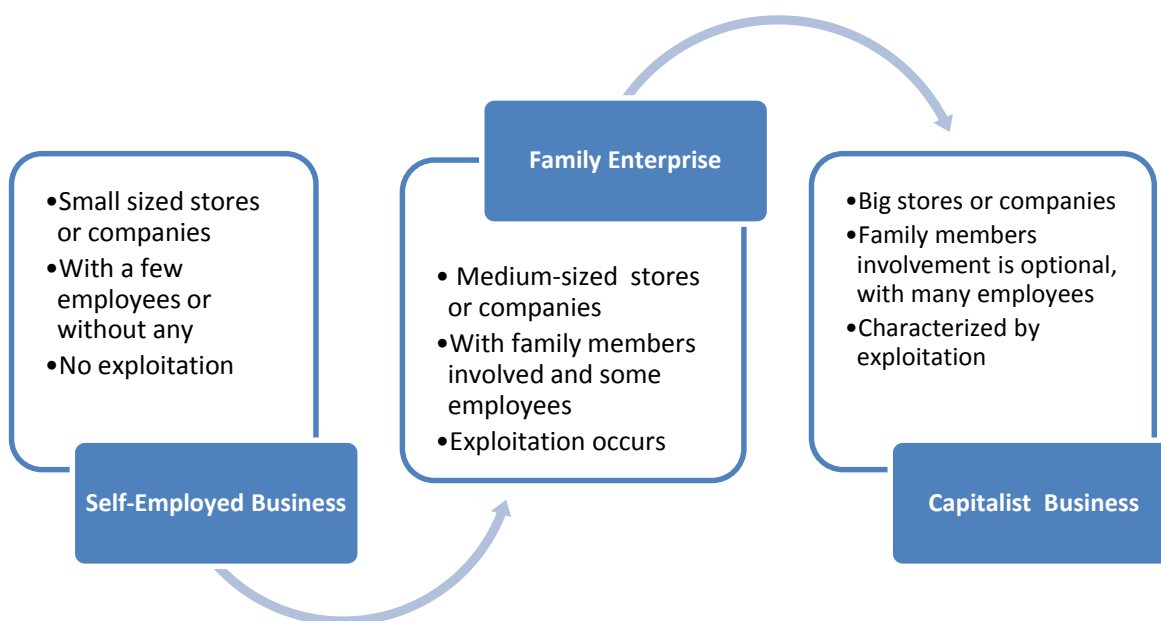 •Small sized stores
or companies
•With a few
employees or
without any
•No exploitation
Self-Employed Business
Family Enterprise
• Medium-sized stores
or companies
•With family members
involved and some
employees
•Exploitation occurs
•Big stores or companies
•Family members
involvement is optional,
with many employees
•Characterized by
exploitation
Capitalist Business